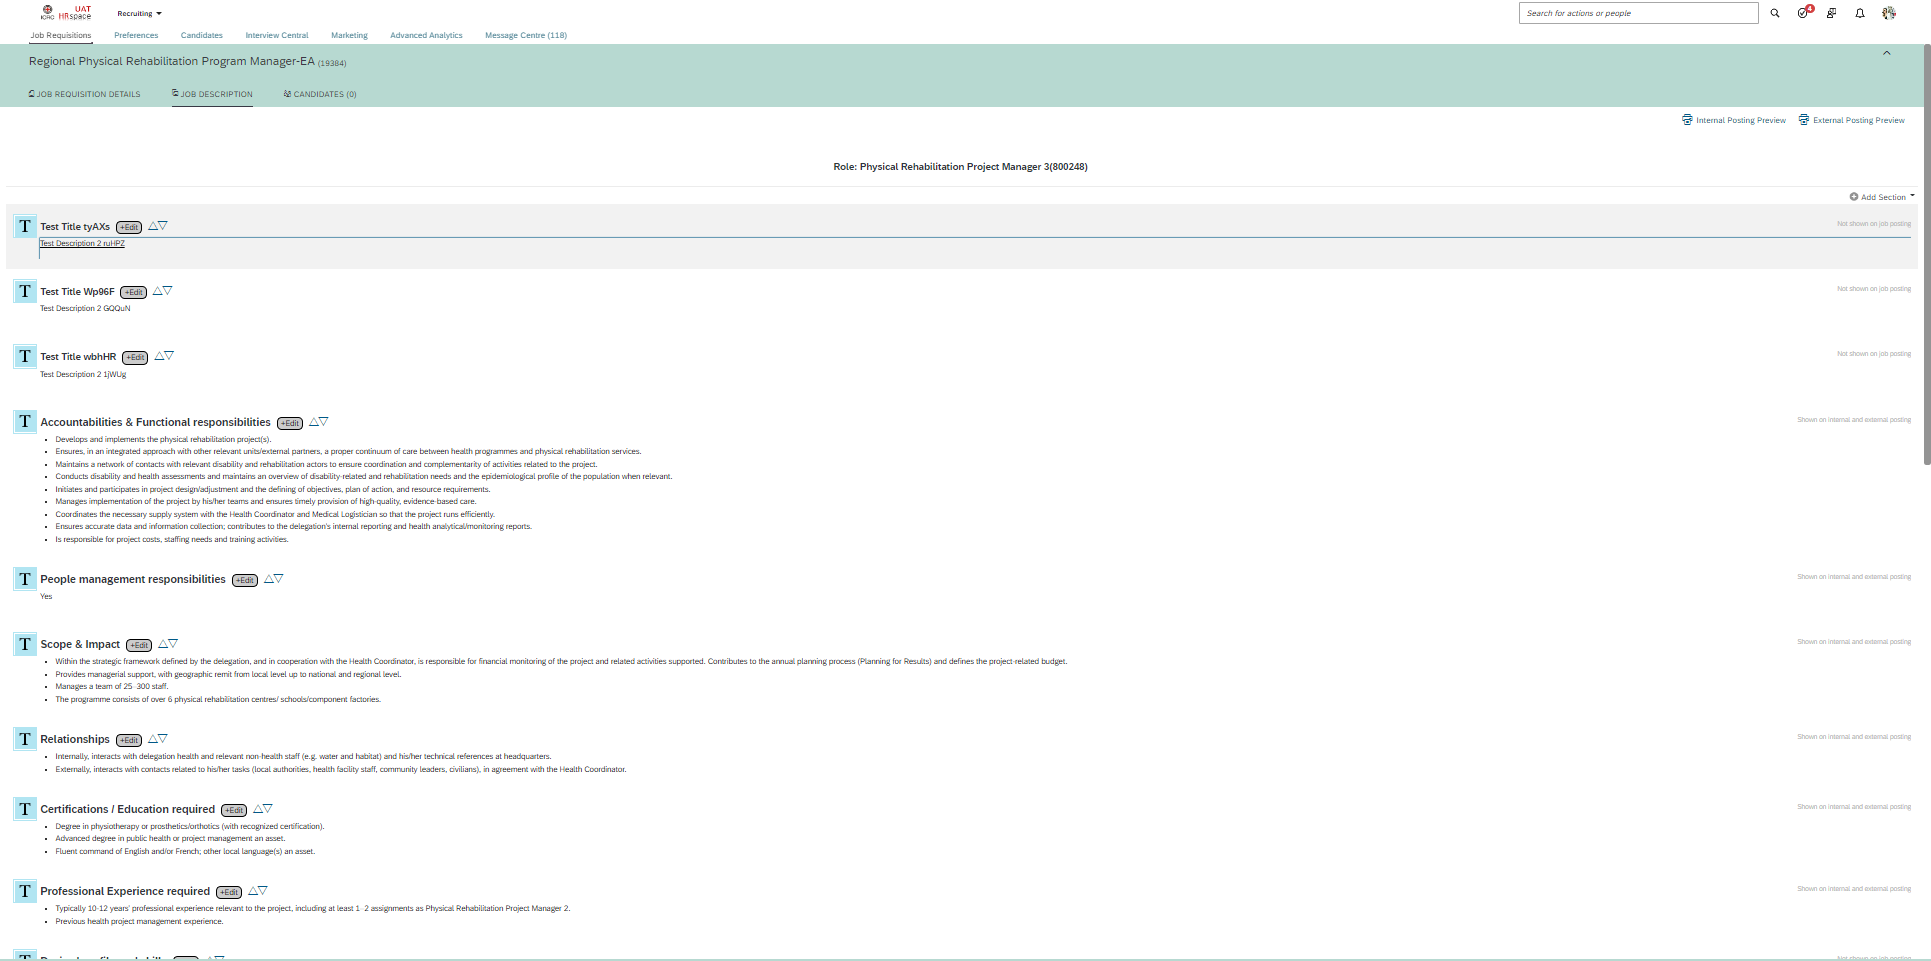 ICRC
UAT
HRspace
Recruiting
Search for actions or people
4
Job Requisitions
Preferences
Candidates
Interview Central
Marketing
Advanced Analytics
Message Centre (118)
Regional Physical Rehabilitation Program Manager-EA (19384)
JOB REQUISITION DETAILS
JOB DESCRIPTION
CANDIDATES (0)
Internal Posting Preview
External Posting Preview
Role: Physical Rehabilitation Project Manager 3(800248)
Add Section
T Test Title tyAXs +Edit
Not shown on job posting
Test Description 2 ruHPZ
T Test Title Wp96F +Edit
Not shown on job posting
Test Description 2 GQQuN
T Test Title wbhHR +Edit
Not shown on job posting
Test Description 2 1jWUg
T Accountabilities & Functional responsibilities +Edit
Shown on internal and external posting
• Develops and implements the physical rehabilitation project(s).
• Ensures, in an integrated approach with other relevant units/external partners, a proper continuum of care between health programmes and physical rehabilitation services.
• Maintains a network of contacts with relevant disability and rehabilitation actors to ensure coordination and complementarity of activities related to the project.
• Conducts disability and health assessments and maintains an overview of disability-related and rehabilitation needs and the epidemiological profile of the population when relevant.
• Initiates and participates in project design/adjustment and the defining of objectives, plan of action, and resource requirements.
• Manages implementation of the project by his/her teams and ensures timely provision of high-quality, evidence-based care.
• Coordinates the necessary supply system with the Health Coordinator and Medical Logistician so that the project runs efficiently.
• Ensures accurate data and information collection; contributes to the delegation's internal reporting and health analytical/monitoring reports.
• Is responsible for project costs, staffing needs and training activities.
T People management responsibilities +Edit
Shown on internal and external posting
Yes
T Scope & Impact +Edit
Shown on internal and external posting
• Within the strategic framework defined by the delegation, and in cooperation with the Health Coordinator, is responsible for financial monitoring of the project and related activities supported. Contributes to the annual planning process (Planning for Results) and defines the project-related budget.
• Provides managerial support, with geographic remit from local level up to national and regional level.
• Manages a team of 25- 300 staff.
• The programme consists of over 6 physical rehabilitation centres/ schools/component factories.
T Relationships +Edit
Shown on internal and external posting
• Internally, interacts with delegation health and relevant non-health staff (e.g. water and habitat) and his/her technical references at headquarters.
• Externally, interacts with contacts related to his/her tasks (local authorities, health facility staff, community leaders, civilians), in agreement with the Health Coordinator.
T Certifications / Education required +Edit
Shown on internal and external posting
• Degree in physiotherapy or prosthetics/orthotics (with recognized certification).
• Advanced degree in public health or project management an asset.
• Fluent command of English and/or French; other local language(s) an asset.
T Professional Experience required +Edit
Shown on internal and external posting
• Typically 10-12 years' professional experience relevant to the project, including at least 1- 2 assignments as Physical Rehabilitation Project Manager 2.
• Previous health project management experience.